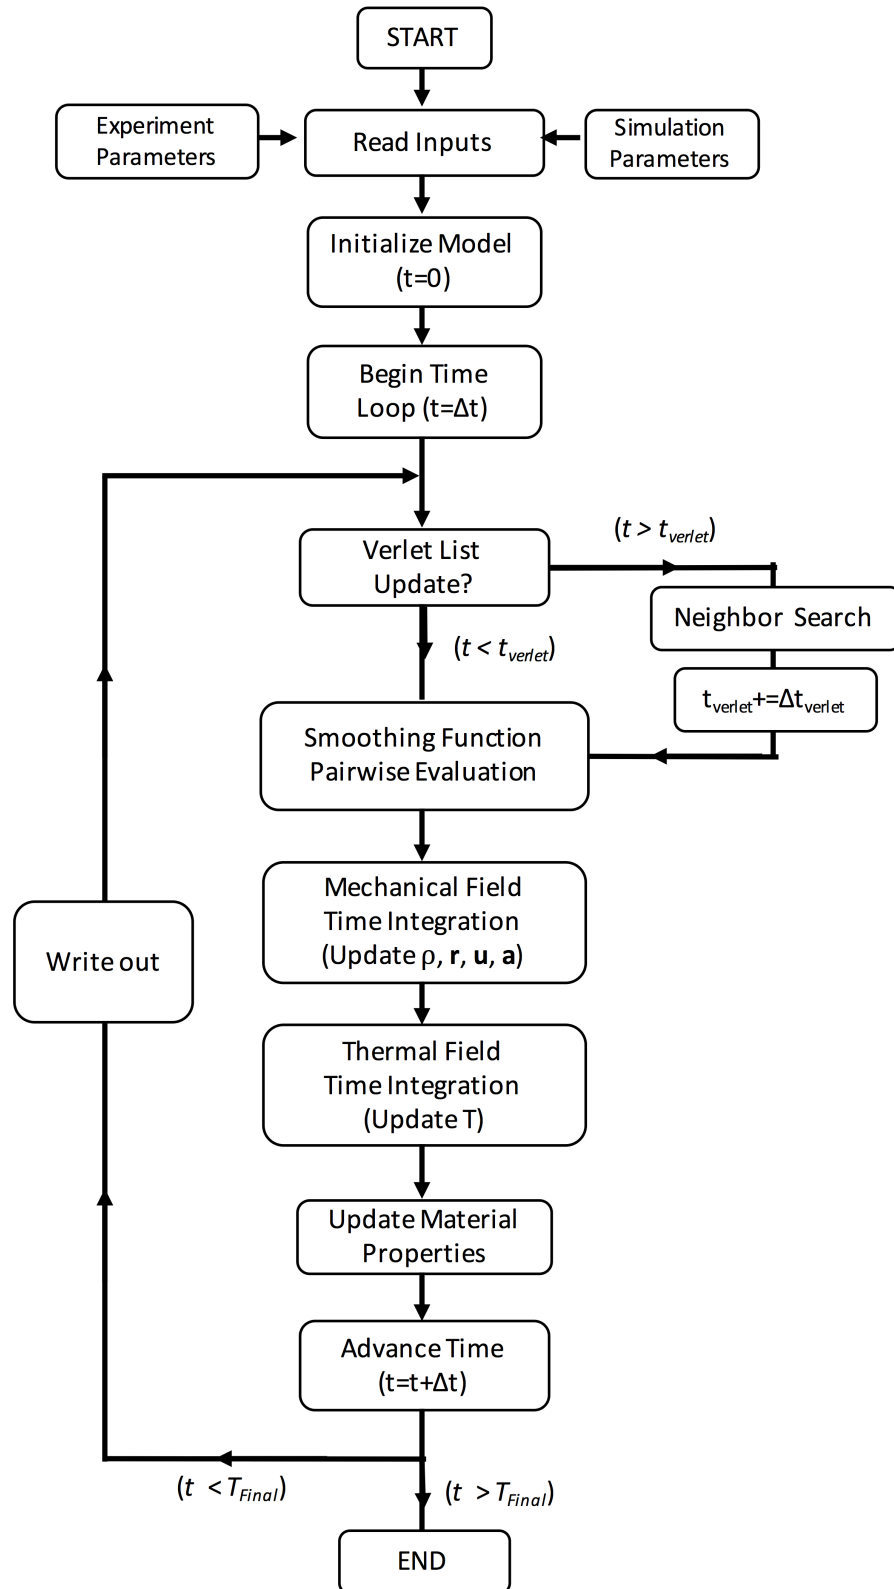 START
Experiment
Parameters
Read Inputs
Simulation
Parameters
Initialize Model
(t=0)
Begin Time
Loop (t=Δt)
(t > tverlet)
Verlet List
Update?
Neighbor Search
(t < tverlet)
tverlet+=Δtverlet
Smoothing Function
Pairwise Evaluation
Mechanical Field
Time Integration
(Update ρ, r, u, a)
Write out
Thermal Field
Time Integration
(Update T)
Update Material
Properties
Advance Time
(t=t+Δt)
(t < TFinal)
(t > TFinal)
END